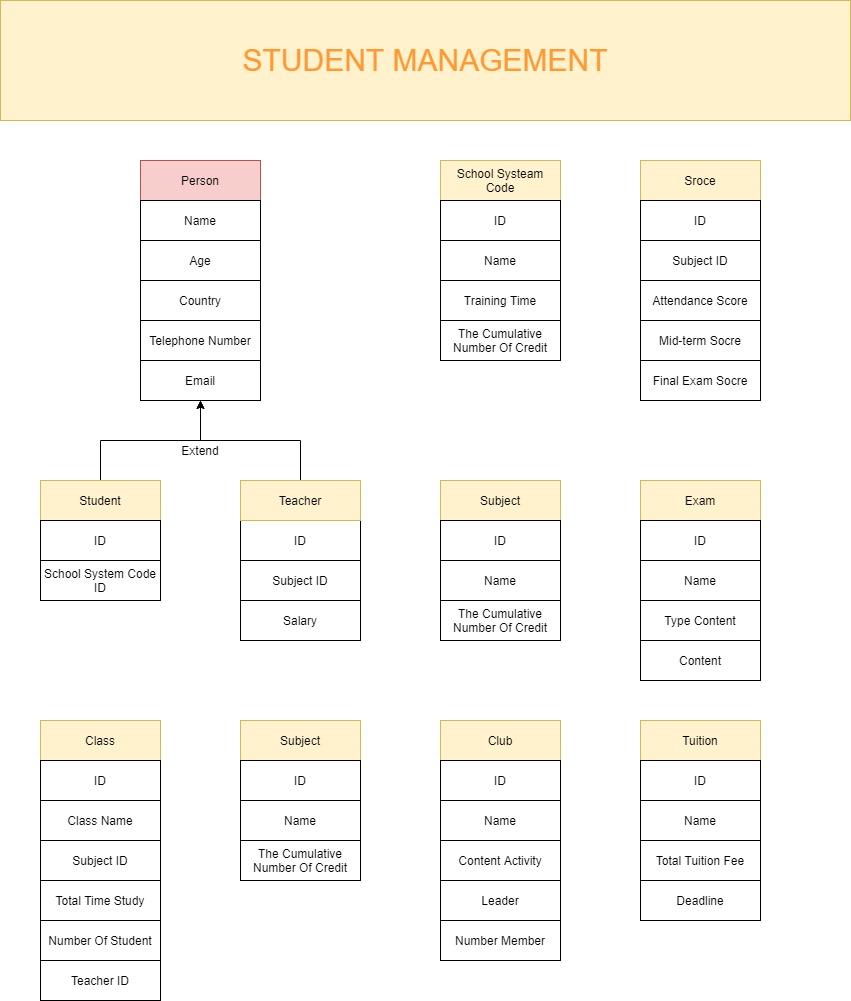 STUDENT MANAGEMENT
Person
Name
Age
Country
Telephone Number
Email
School Systeam
Code
ID
Name
Training Time
The Cumulative
Number Of Credit
Sroce
ID
Subject ID
Attendance Score
Mid-term Socre
Final Exam Socre
Extend
Student
ID
School System Code
ID
Teacher
ID
Subject ID
Salary
Subject
ID
Name
The Cumulative
Number Of Credit
Exam
ID
Name
Type Content
Content
Class
ID
Class Name
Subject ID
Total Time Study
Number Of Student
Teacher ID
Subject
ID
Name
The Cumulative
Number Of Credit
Club
ID
Name
Content Activity
Leader
Number Member
Tuition
ID
Name
Total Tuition Fee
Deadline